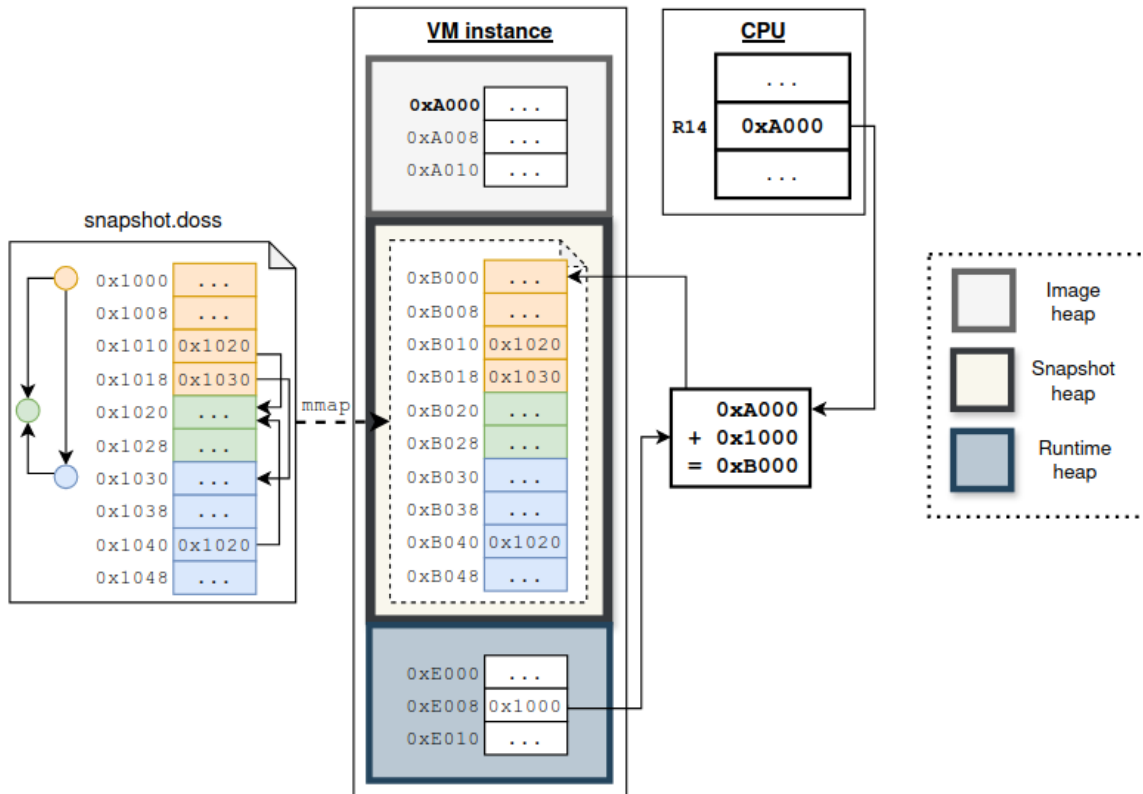 VM instance
0xA000 ...
0xA008 ...
0xA010 ...
CPU
...
R14 0xA000
...
snapshot.doss
0x1000 ...
0x1008 ...
0x1010 0x1020
0x1018 0x1030
0x1020 ...
0x1028 ...
0x1030 ...
0x1038 ...
0x1040 0x1020
0x1048 ...
mmap
0xB000 ...
0xB008 ...
0xB010 0x1020
0xB018 0x1030
0xB020 ...
0xB028 ...
0xB030 ...
0xB038 ...
0xB040 0x1020
0xB048 ...
0xA000
+ 0x1000
= 0xB000
0xE000 ...
0xE008 0x1000
0xE010 ...
Image
heap
Snapshot
heap
Runtime
heap